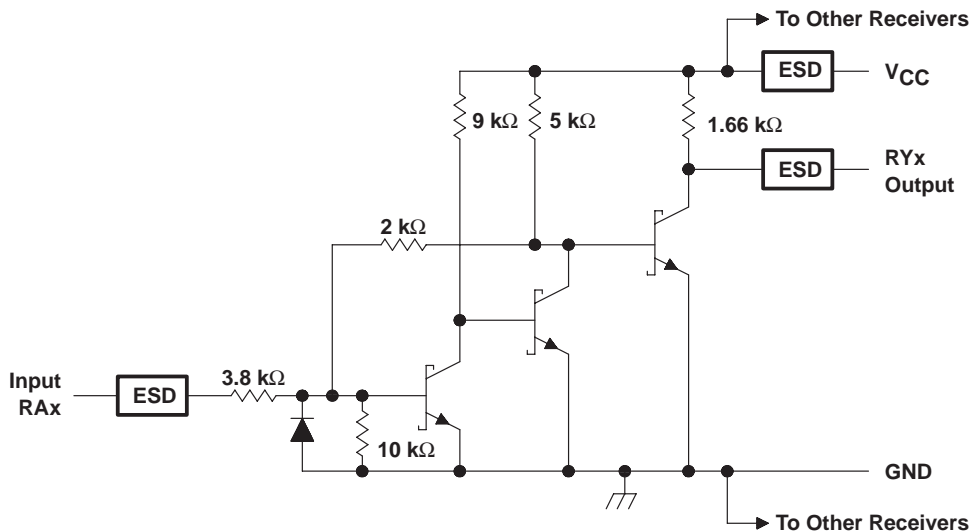 To Other Receivers
ESD
VCC
9 kΩ
5 kΩ
1.66 kΩ
ESD
RYx
Output
2 kΩ
Input
RAx
ESD
3.8 kΩ
10 kΩ
GND
To Other Receivers